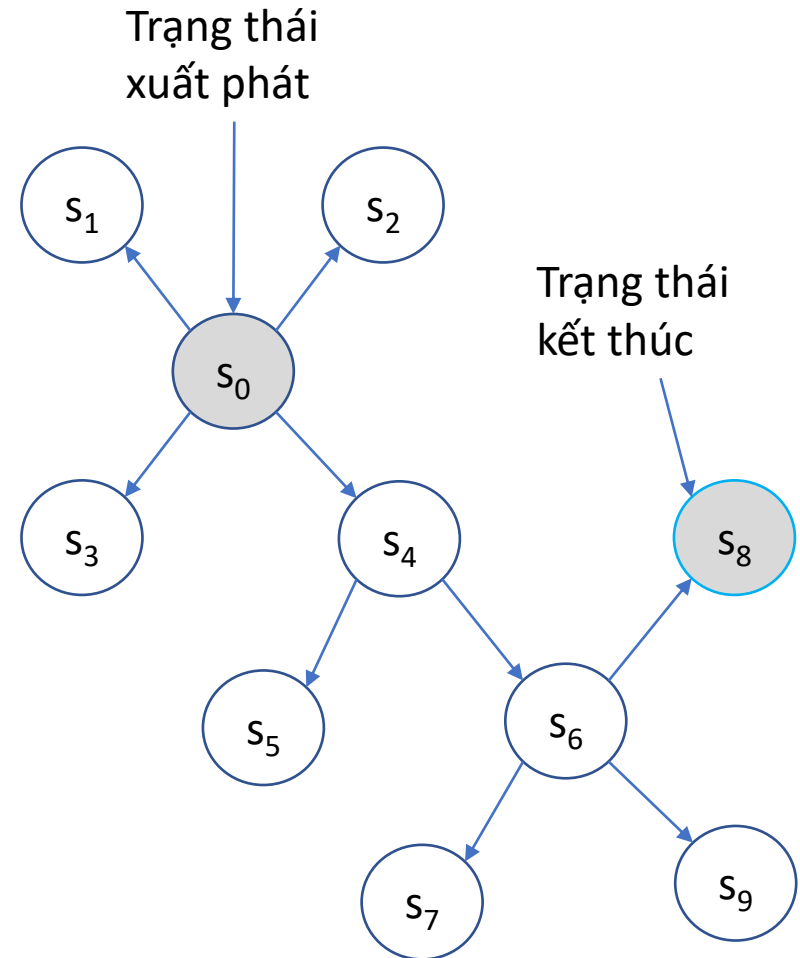 Trạng thái
xuất phát
s₁
s₂
Trạng thái
kết thúc
s₀
s₃
s₄
s₈
s₅
s₆
s₇
s₉